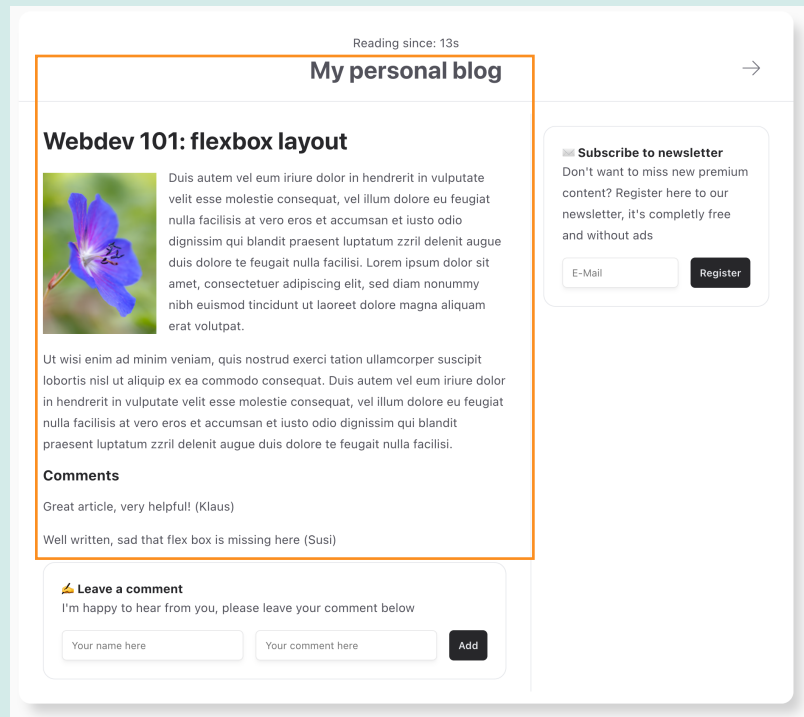 Reading since: 13s
My personal blog
Webdev 101: flexbox layout
Duis autem vel eum iriure dolor in hendrerit in vulputate
velit esse molestie consequat, vel illum dolore eu feugiat
nulla facilisis at vero eros et accumsan et iusto odio
dignissim qui blandit praesent luptatum zzril delenit augue
duis dolore te feugait nulla facilisi. Lorem ipsum dolor sit
amet, consectetuer adipiscing elit, sed diam nonummy
nibh euismod tincidunt ut laoreet dolore magna aliquam
erat volutpat.
Ut wisi enim ad minim veniam, quis nostrud exerci tation ullamcorper suscipit
lobortis nisl ut aliquip ex ea commodo consequat. Duis autem vel eum iriure dolor
in hendrerit in vulputate velit esse molestie consequat, vel illum dolore eu feugiat
nulla facilisis at vero eros et accumsan et iusto odio dignissim qui blandit
praesent luptatum zzril delenit augue duis dolore te feugait nulla facilisi.
Comments
Great article, very helpful! (Klaus)
Well written, sad that flex box is missing here (Susi)
✍️ Leave a comment
I'm happy to hear from you, please leave your comment below
Your name here
Your comment here
Add
✉️ Subscribe to newsletter
Don't want to miss new premium
content? Register here to our
newsletter, it's completly free
and without ads
E-Mail
Register